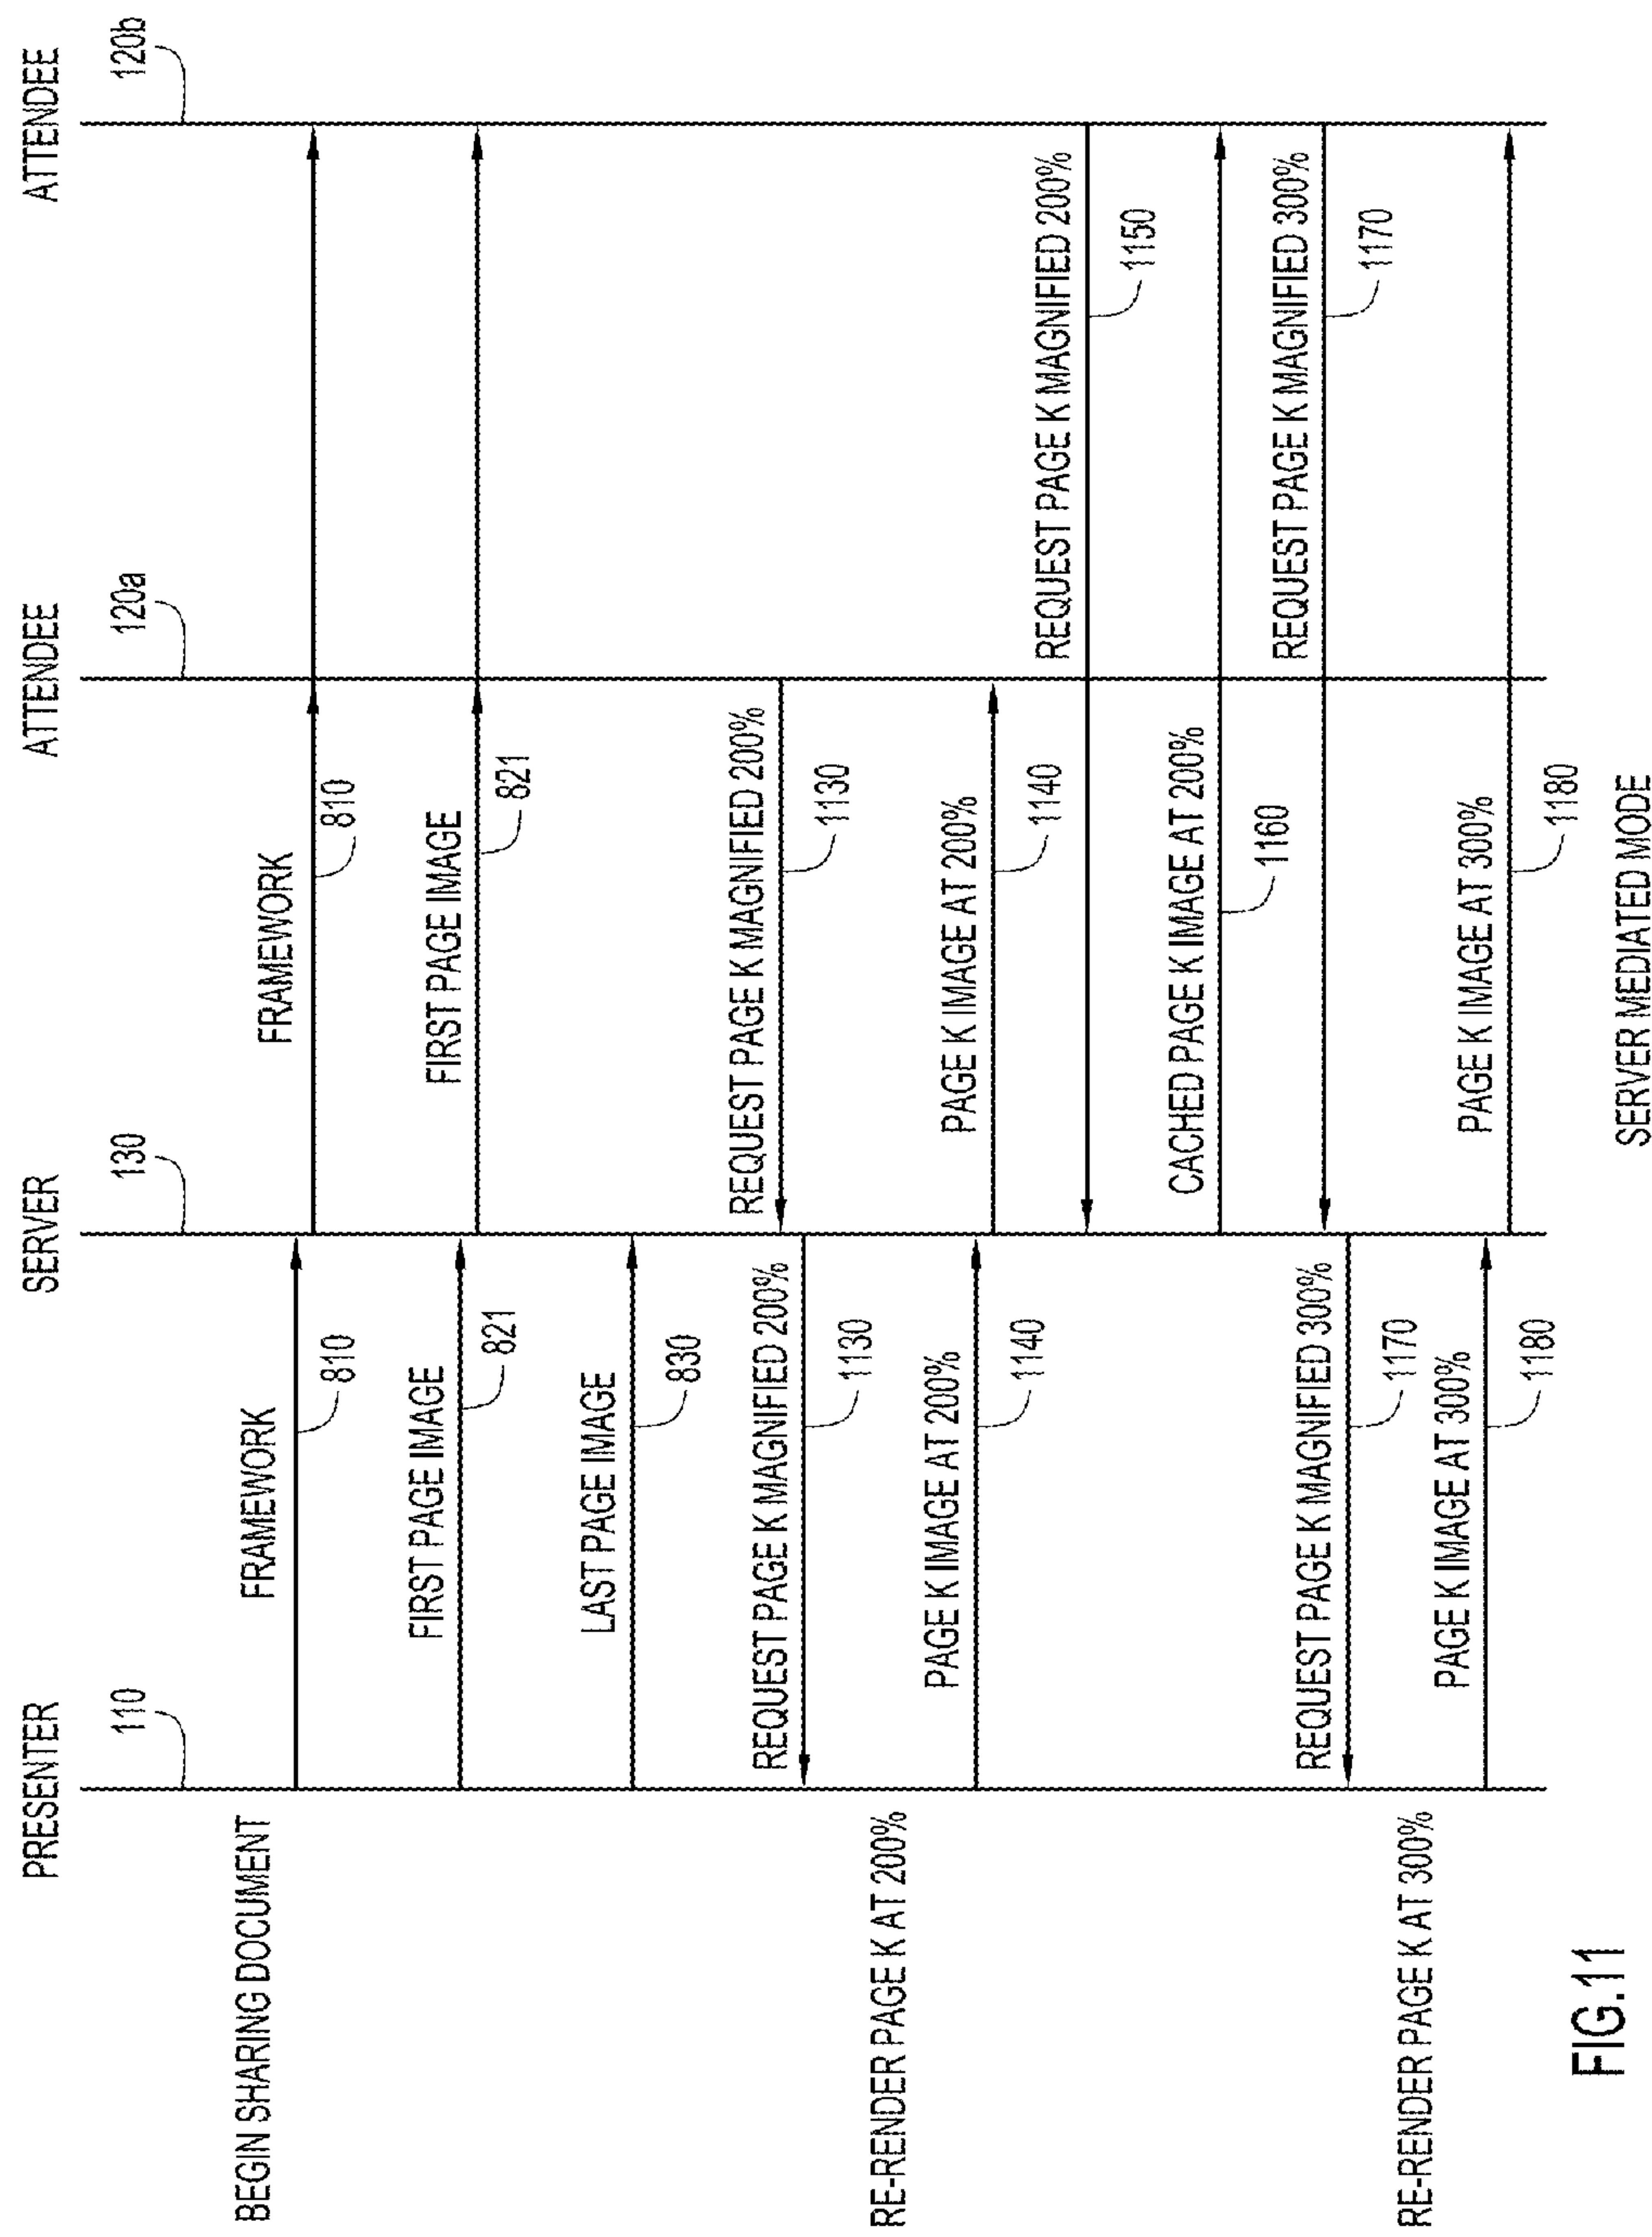 PRESENTER
SERVER
ATTENDEE
ATTENDEE
110
130
120a
120b
BEGIN SHARING DOCUMENT
FRAMEWORK
810
FRAMEWORK
810
FIRST PAGE IMAGE
821
FIRST PAGE IMAGE
821
LAST PAGE IMAGE
830
REQUEST PAGE K MAGNIFIED 200%
1130
REQUEST PAGE K MAGNIFIED 200%
1130
RE-RENDER PAGE K AT 200%
PAGE K IMAGE AT 200%
1140
PAGE K IMAGE AT 200%
1140
REQUEST PAGE K MAGNIFIED 200%
1150
CACHED PAGE K IMAGE AT 200%
1160
REQUEST PAGE K MAGNIFIED 300%
1170
REQUEST PAGE K MAGNIFIED 300%
1170
RE-RENDER PAGE K AT 300%
PAGE K IMAGE AT 300%
1180
PAGE K IMAGE AT 300%
1180
FIG.11
SERVER MEDIATED MODE